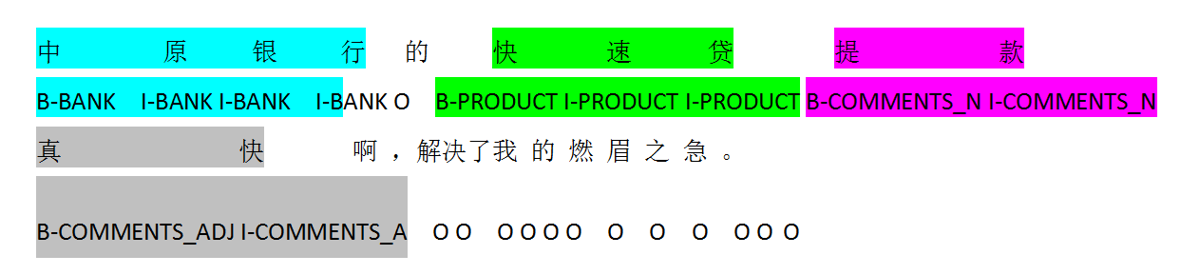 中 原 银 行 的 快 速 贷 提 款
B-BANK I-BANK I-BANK I-BANK O B-PRODUCT I-PRODUCT I-PRODUCT B-COMMENTS_N I-COMMENTS_N
真 快 啊 ，解决了我 的 燃 眉 之 急 。
B-COMMENTS_ADJ I-COMMENTS_A O O O O O O O O O O O O